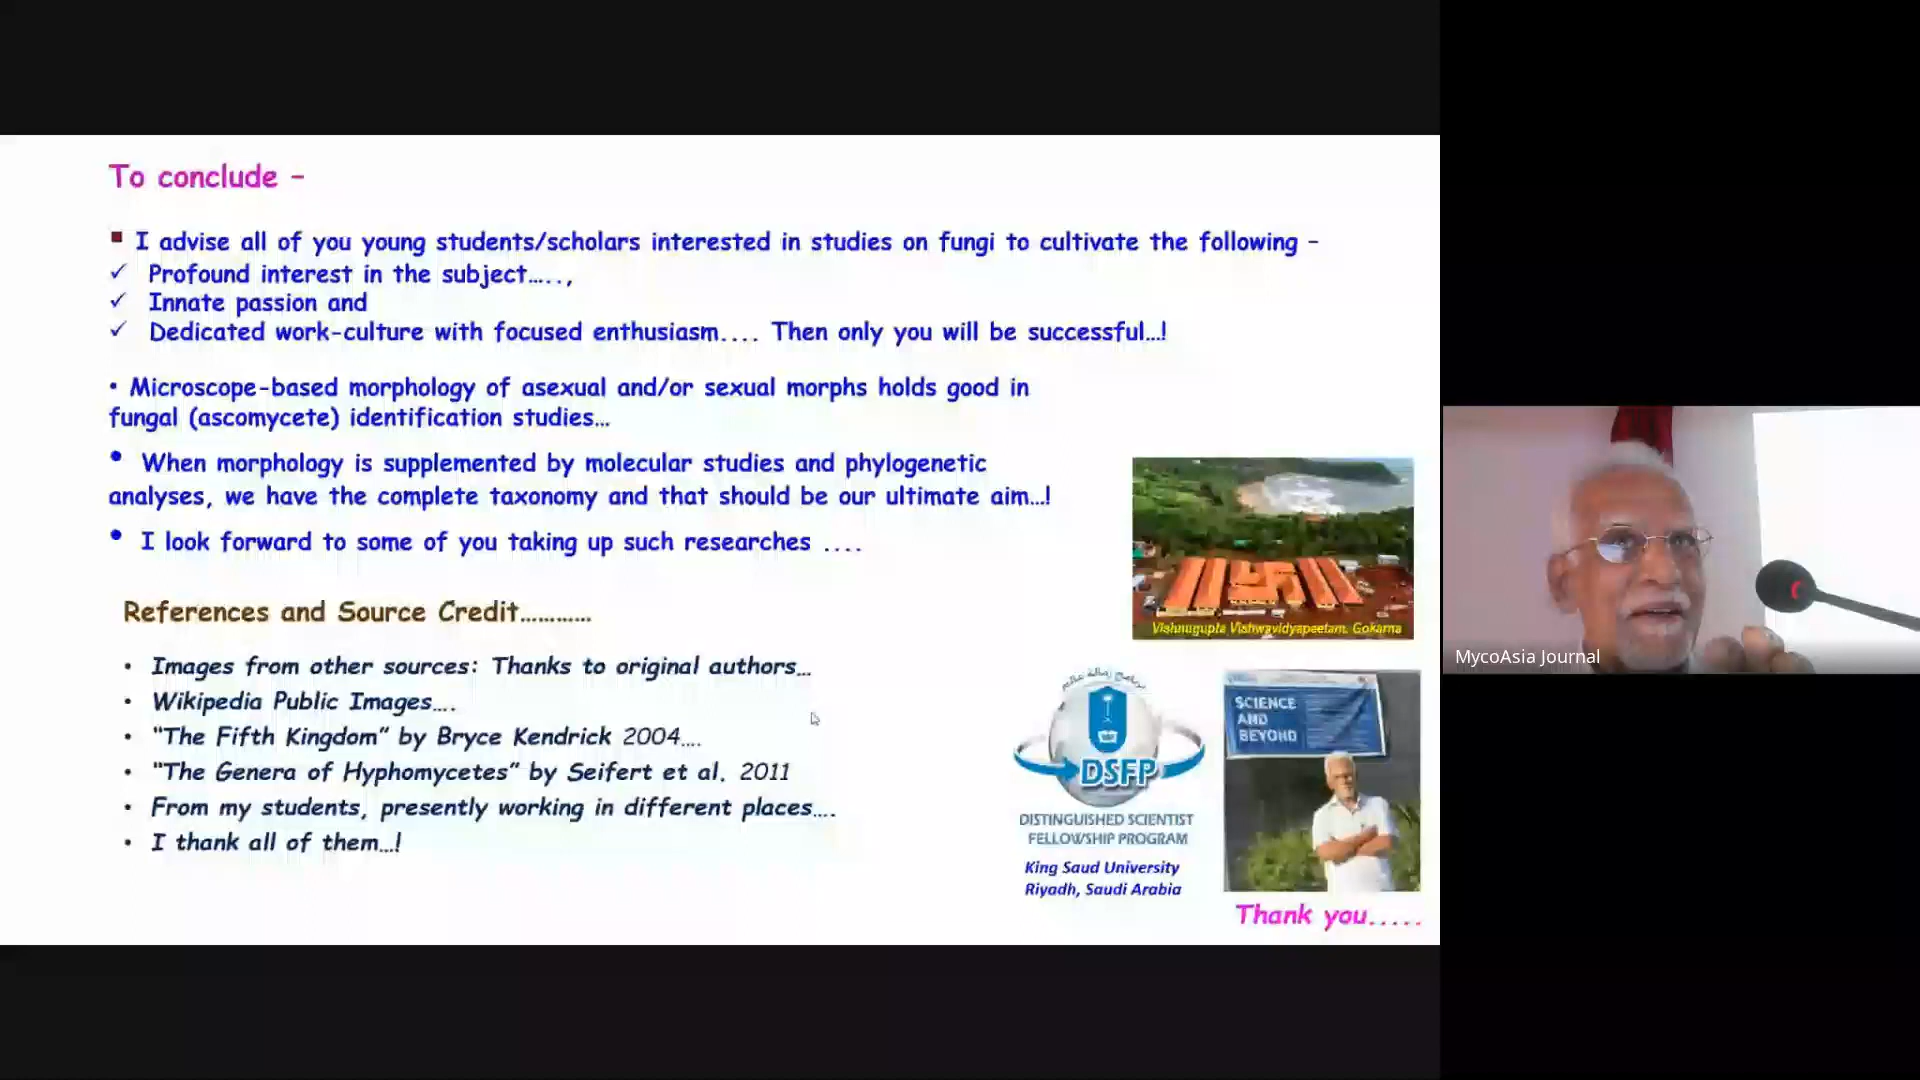 To conclude -
▪ I advise all of you young students/scholars interested in studies on fungi to cultivate the following -
✓ Profound interest in the subject.....,
✓ Innate passion and
✓ Dedicated work-culture with focused enthusiasm.... Then only you will be successful...!
• Microscope-based morphology of asexual and/or sexual morphs holds good in
fungal (ascomycete) identification studies...
• When morphology is supplemented by molecular studies and phylogenetic
analyses, we have the complete taxonomy and that should be our ultimate aim...!
• I look forward to some of you taking up such researches ....
Vishnugupta Vishwavidyapeetam, Gokarna
References and Source Credit............
• Images from other sources: Thanks to original authors...
• Wikipedia Public Images....
• "The Fifth Kingdom" by Bryce Kendrick 2004....
• "The Genera of Hyphomycetes" by Seifert et al. 2011
• From my students, presently working in different places....
• I thank all of them...!
DSFP
DISTINGUISHED SCIENTIST
FELLOWSHIP PROGRAM
King Saud University
Riyadh, Saudi Arabia
SCIENCE
AND
BEYOND
Thank you.....
MycoAsia Journal